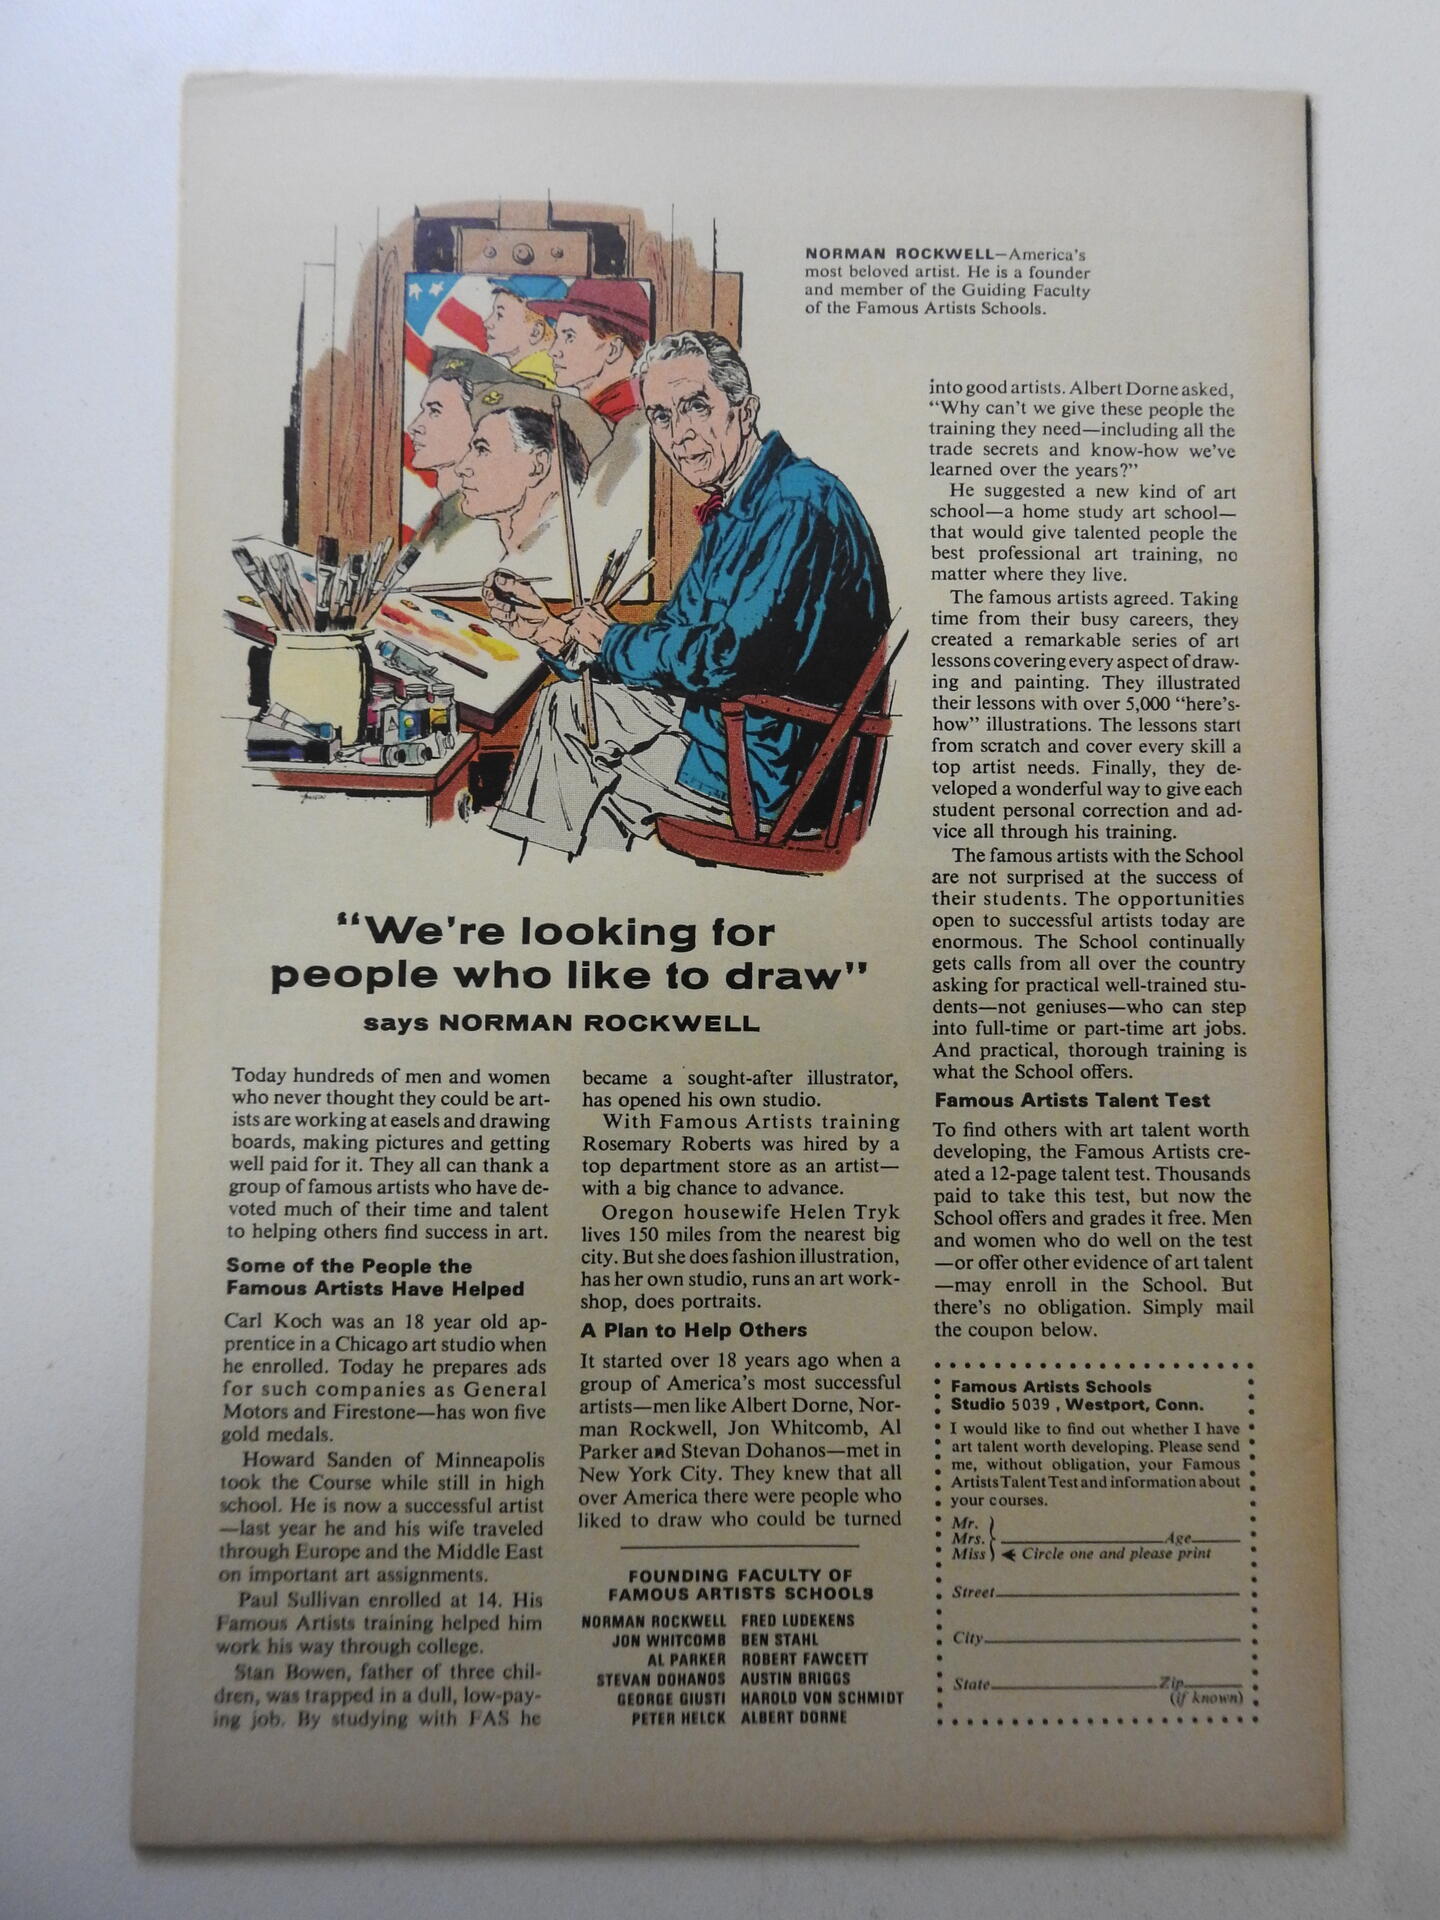 NORMAN ROCKWELL—America's
most beloved artist. He is a founder
and member of the Guiding Faculty
of the Famous Artists Schools.
"We're looking for
people who like to draw"
says NORMAN ROCKWELL
Today hundreds of men and women
who never thought they could be art-
ists are working at easels and drawing
boards, making pictures and getting
well paid for it. They all can thank a
group of famous artists who have de-
voted much of their time and talent
to helping others find success in art.
Some of the People the
Famous Artists Have Helped
Carl Koch was an 18 year old ap-
prentice in a Chicago art studio when
he enrolled. Today he prepares ads
for such companies as General
Motors and Firestone—has won five
gold medals.
Howard Sanden of Minneapolis
took the Course while still in high
school. He is now a successful artist
—last year he and his wife traveled
through Europe and the Middle East
on important art assignments.
Paul Sullivan enrolled at 14. His
Famous Artists training helped him
work his way through college.
Stan Bowen, father of three chil-
dren, was trapped in a dull, low-pay-
ing job. By studying with FAS he
became a sought-after illustrator,
has opened his own studio.
With Famous Artists training
Rosemary Roberts was hired by a
top department store as an artist—
with a big chance to advance.
Oregon housewife Helen Tryk
lives 150 miles from the nearest big
city. But she does fashion illustration,
has her own studio, runs an art work-
shop, does portraits.
A Plan to Help Others
It started over 18 years ago when a
group of America's most successful
artists—men like Albert Dorne, Nor-
man Rockwell, Jon Whitcomb, Al
Parker and Stevan Dohanos—met in
New York City. They knew that all
over America there were people who
liked to draw who could be turned
FOUNDING FACULTY OF
FAMOUS ARTISTS SCHOOLS
NORMAN ROCKWELL FRED LUDEKENS
JON WHITCOMB BEN STAHL
AL PARKER ROBERT FAWCETT
STEVAN DOHANOS AUSTIN BRIGGS
GEORGE GIUSTI HAROLD VON SCHMIDT
PETER HELCK ALBERT DORNE
into good artists. Albert Dorne asked,
"Why can't we give these people the
training they need—including all the
trade secrets and know-how we've
learned over the years?"
He suggested a new kind of art
school—a home study art school—
that would give talented people the
best professional art training, no
matter where they live.
The famous artists agreed. Taking
time from their busy careers, they
created a remarkable series of art
lessons covering every aspect of draw-
ing and painting. They illustrated
their lessons with over 5,000 "here's-
how" illustrations. The lessons start
from scratch and cover every skill a
top artist needs. Finally, they de-
veloped a wonderful way to give each
student personal correction and ad-
vice all through his training.
The famous artists with the School
are not surprised at the success of
their students. The opportunities
open to successful artists today are
enormous. The School continually
gets calls from all over the country
asking for practical well-trained stu-
dents—not geniuses—who can step
into full-time or part-time art jobs.
And practical, thorough training is
what the School offers.
Famous Artists Talent Test
To find others with art talent worth
developing, the Famous Artists cre-
ated a 12-page talent test. Thousands
paid to take this test, but now the
School offers and grades it free. Men
and women who do well on the test
—or offer other evidence of art talent
—may enroll in the School. But
there's no obligation. Simply mail
the coupon below.
Famous Artists Schools
Studio 5039, Westport, Conn.
I would like to find out whether I have
art talent worth developing. Please send
me, without obligation, your Famous
Artists Talent Test and information about
your courses.
Mr.
Mrs. Age
Miss Circle one and please print
Street
City
State Zip
(if known)